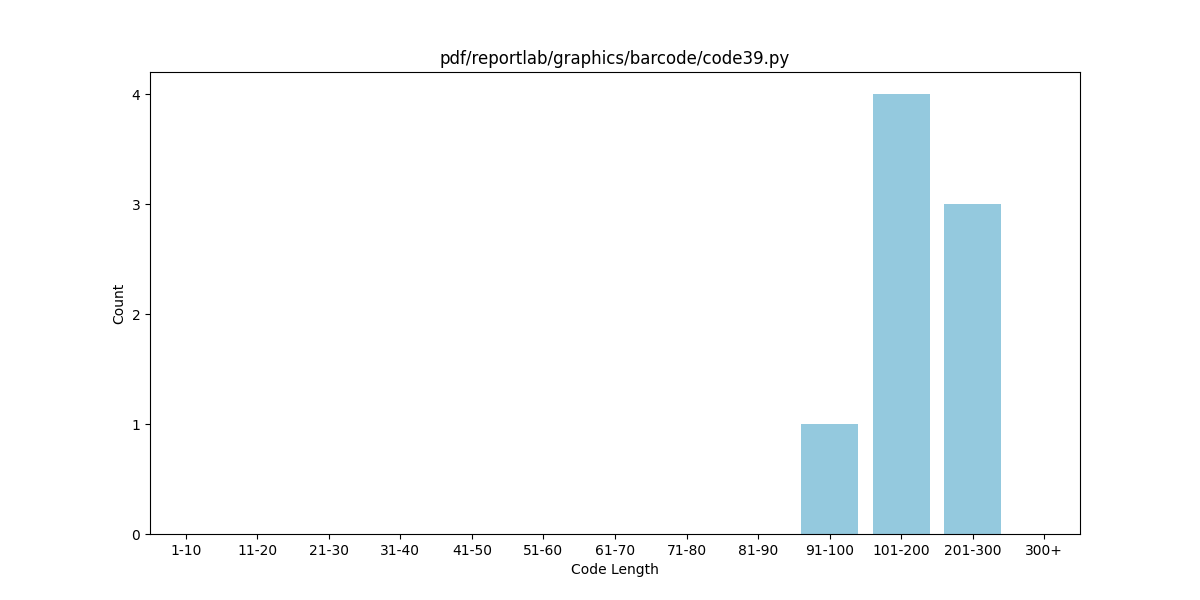 pdf/reportlab/graphics/barcode/code39.py
4
3
2
1
0
Count
1-10 11-20 21-30 31-40 41-50 51-60 61-70 71-80 81-90 91-100 101-200 201-300 300+
Code Length